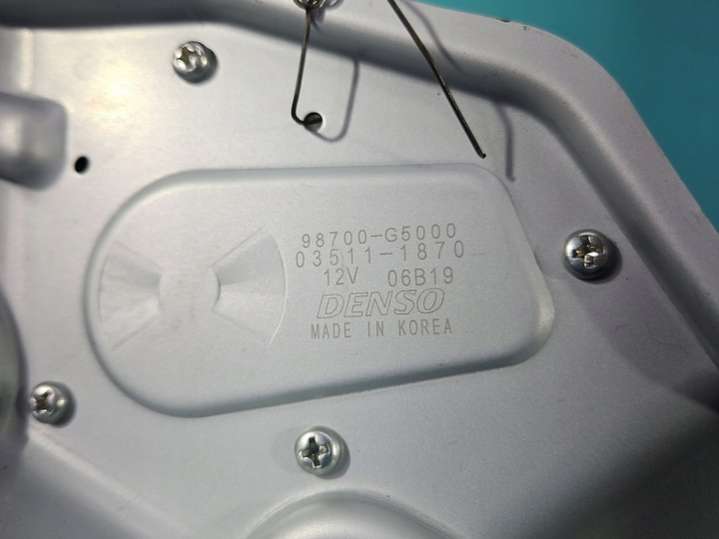 98700-G5000
03511-1870
12V 06B19
DENSO
MADE IN KOREA